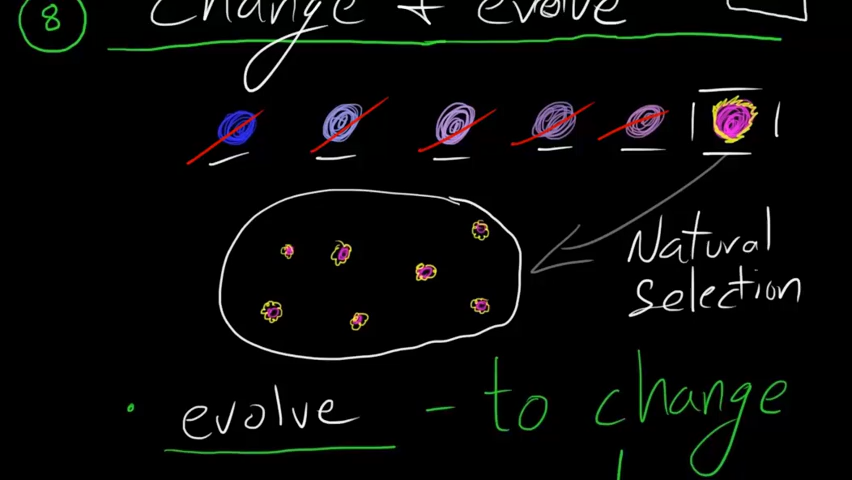 8 Change + evolve
Natural
selection
• evolve - to change